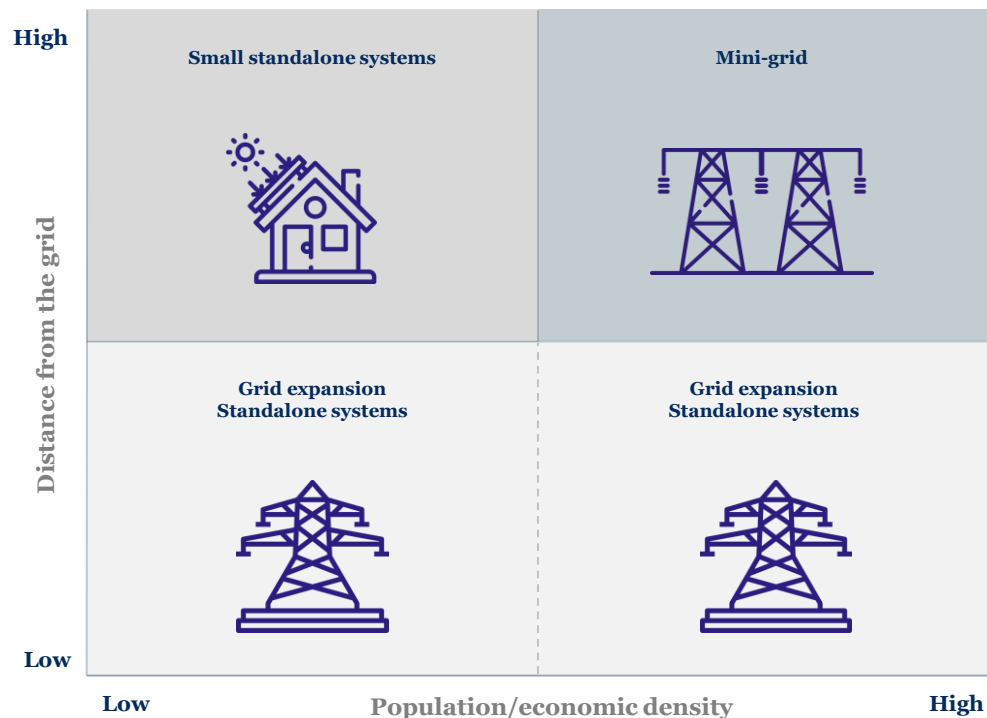 High
Small standalone systems
Mini-grid
Distance from the grid
Grid expansion
Standalone systems
Grid expansion
Standalone systems
Low
Low
Population/economic density
High